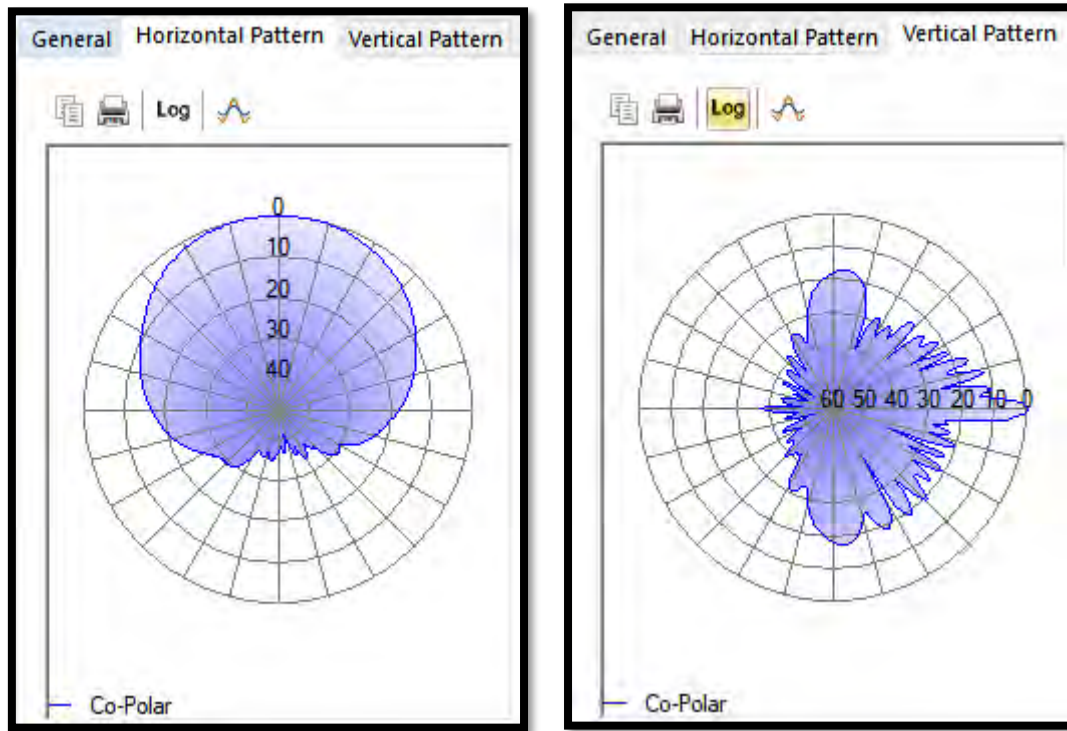 General Horizontal Pattern Vertical Pattern
Log
0
10
20
30
40
Co-Polar
General Horizontal Pattern Vertical Pattern
Log
60 50 40 30 20 10 0
Co-Polar